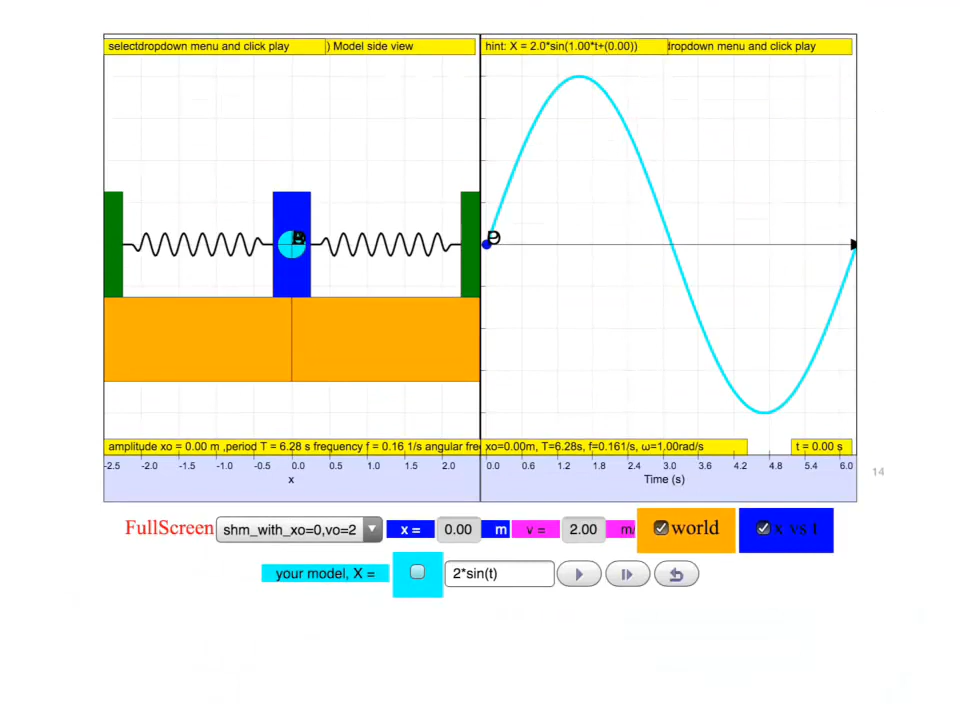 selectdropdown menu and click play ) Model side view hint: X = 2.0*sin(1.00*t+(0.00)) dropdown menu and click play
amplitude xo = 0.00 m ,period T = 6.28 s frequency f = 0.16 1/s angular fre xo=0.00m, T=6.28s, f=0.161/s, ω=1.00rad/s t = 0.00 s
-2.5 -2.0 -1.5 -1.0 -0.5 0.0 0.5 1.0 1.5 2.0 0.0 0.6 1.2 1.8 2.4 3.0 3.6 4.2 4.8 5.4 6.0
x Time (s)
14
FullScreen shm_with_xo=0,vo=2 x = 0.00 m v = 2.00 m/ world x vs t
your model, X = 2*sin(t)